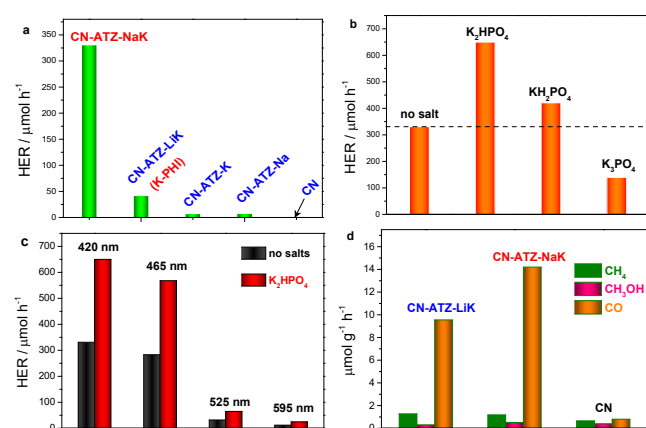 a
CN-ATZ-NaK
CN-ATZ-LiK
(K-PHI)
CN-ATZ-K
CN-ATZ-Na
CN
HER / μmol h⁻¹
350
300
250
200
150
100
50
0
b
K₂HPO₄
KH₂PO₄
no salt
K₃PO₄
HER / μmol h⁻¹
700
600
500
400
300
200
100
0
c
420 nm
465 nm
525 nm
595 nm
no salts
K₂HPO₄
HER / μmol h⁻¹
700
600
500
400
300
200
100
0
d
CN-ATZ-NaK
CN-ATZ-LiK
CN
CH₄
CH₃OH
CO
μmol g⁻¹ h⁻¹
16
14
12
10
8
6
4
2
0